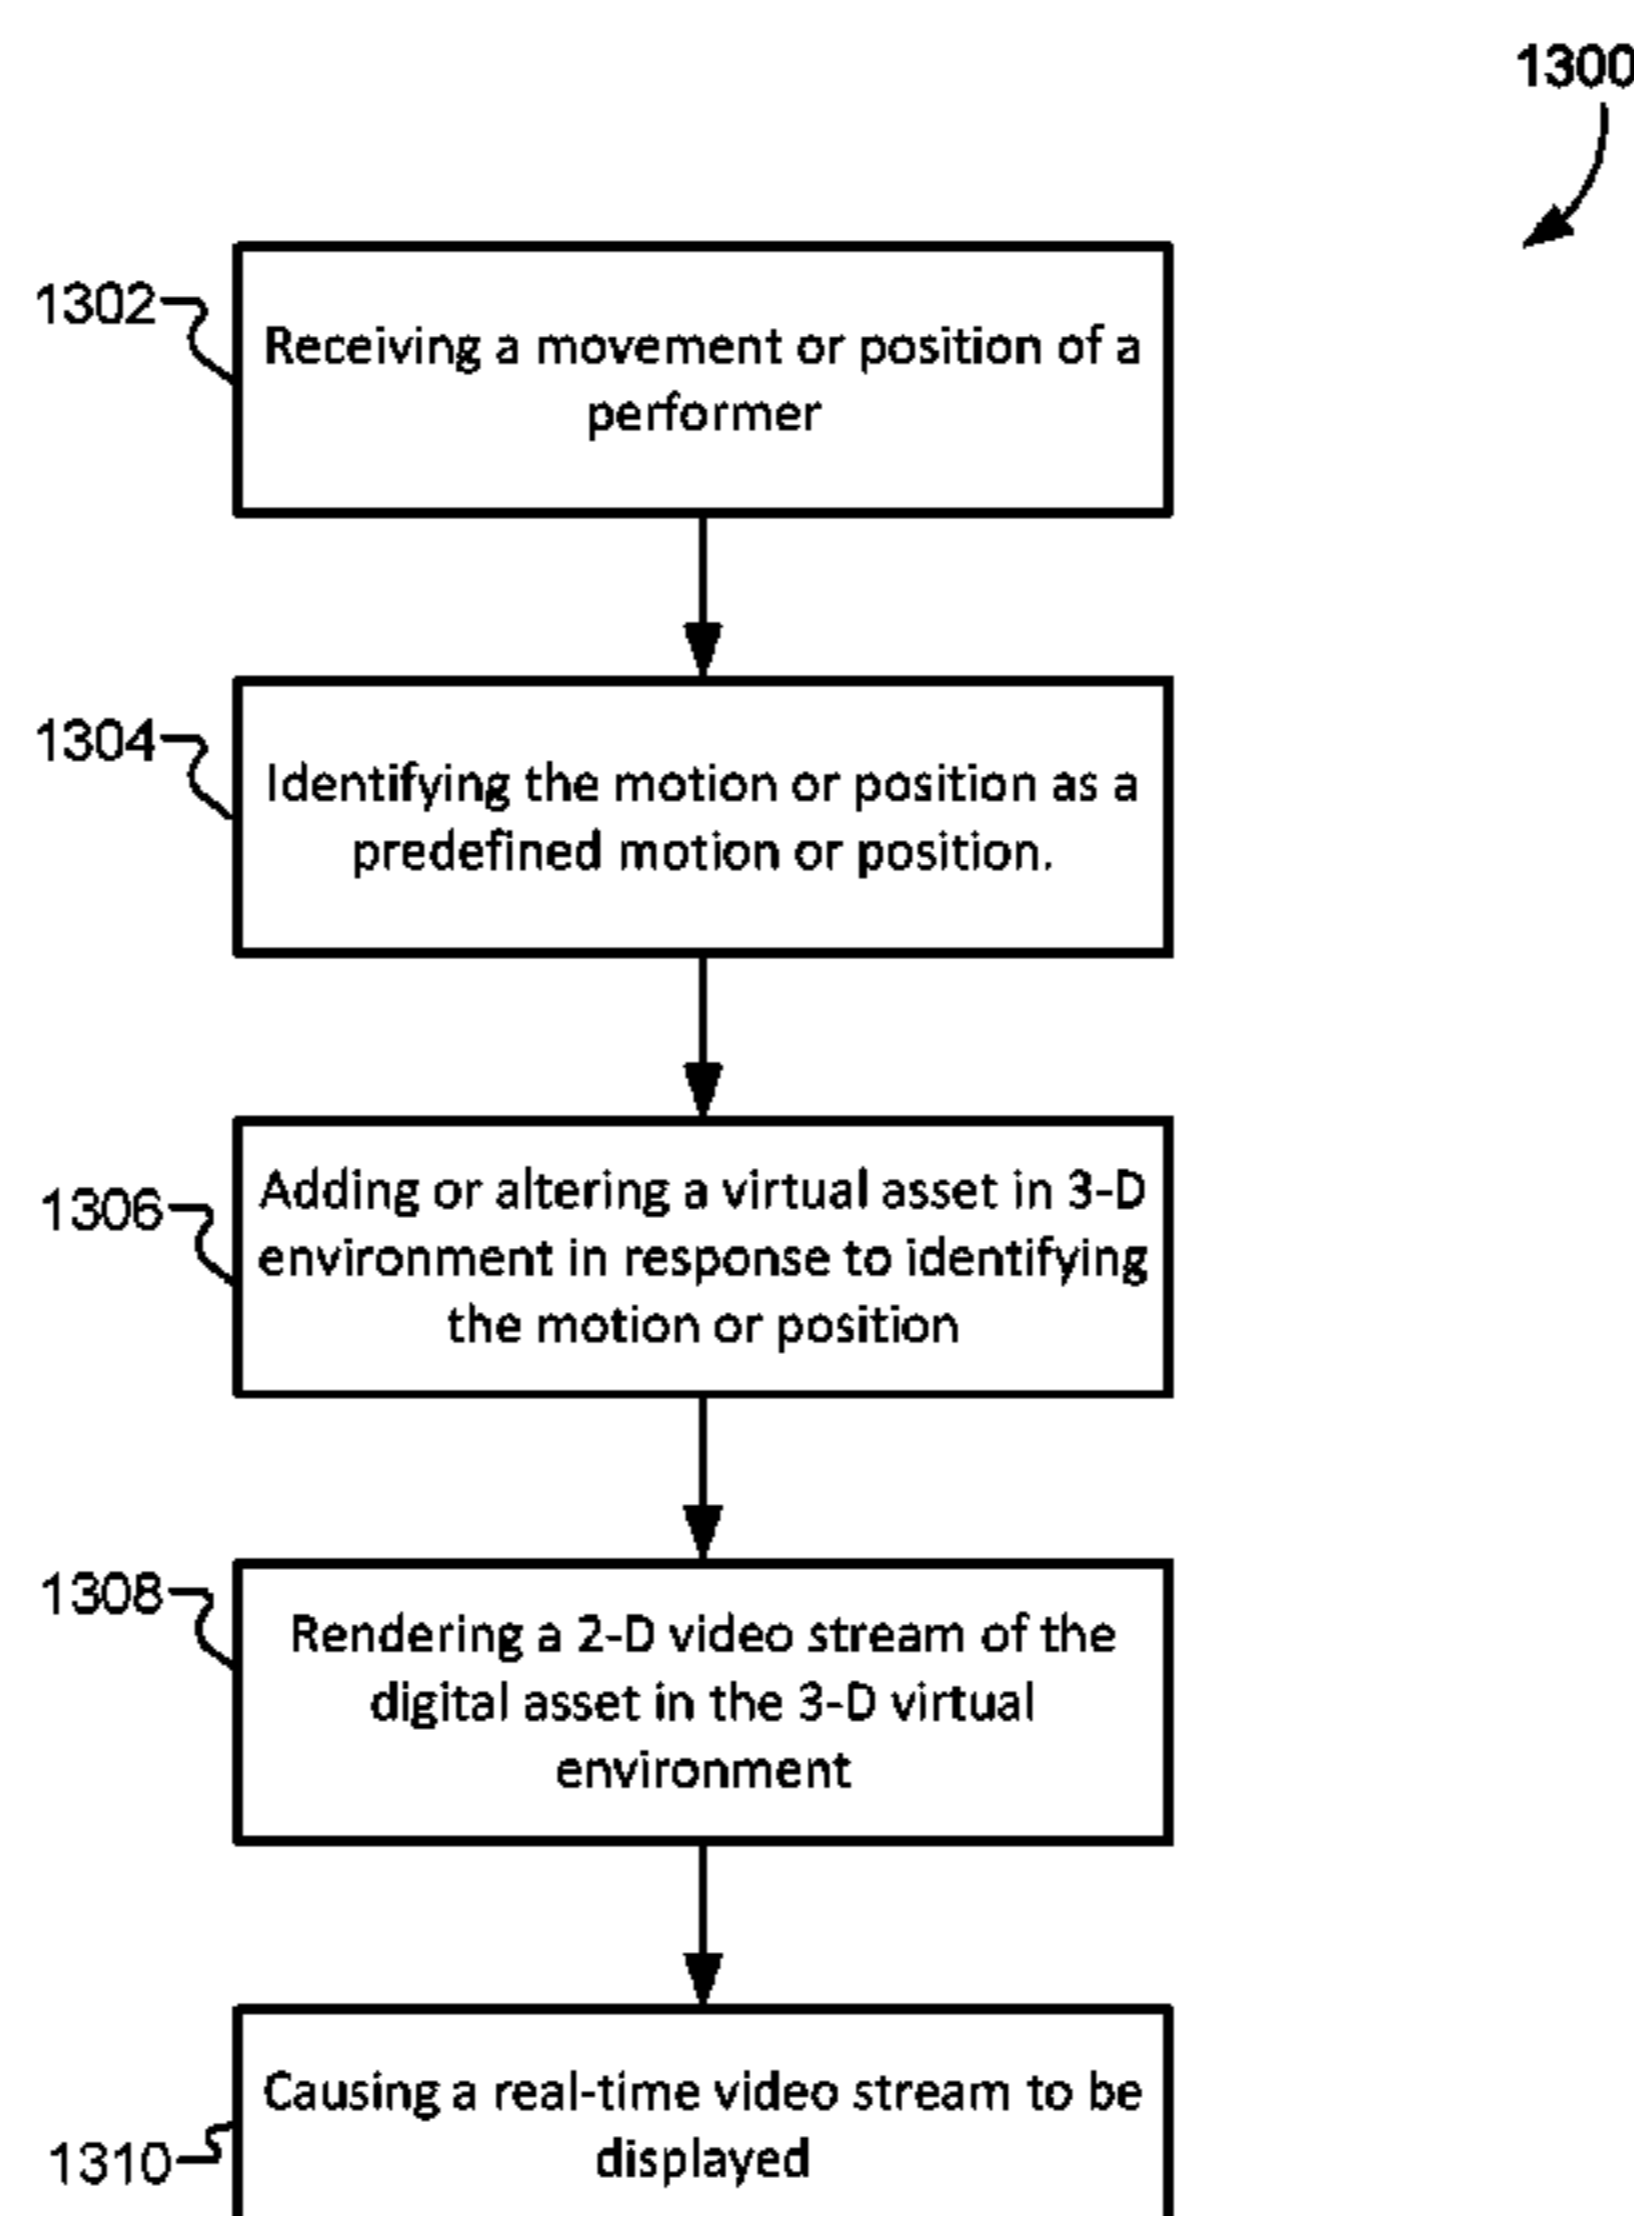 1300
1302
Receiving a movement or position of a
performer
1304
Identifying the motion or position as a
predefined motion or position.
1306
Adding or altering a virtual asset in 3-D
environment in response to identifying
the motion or position
1308
Rendering a 2-D video stream of the
digital asset in the 3-D virtual
environment
1310
Causing a real-time video stream to be
displayed